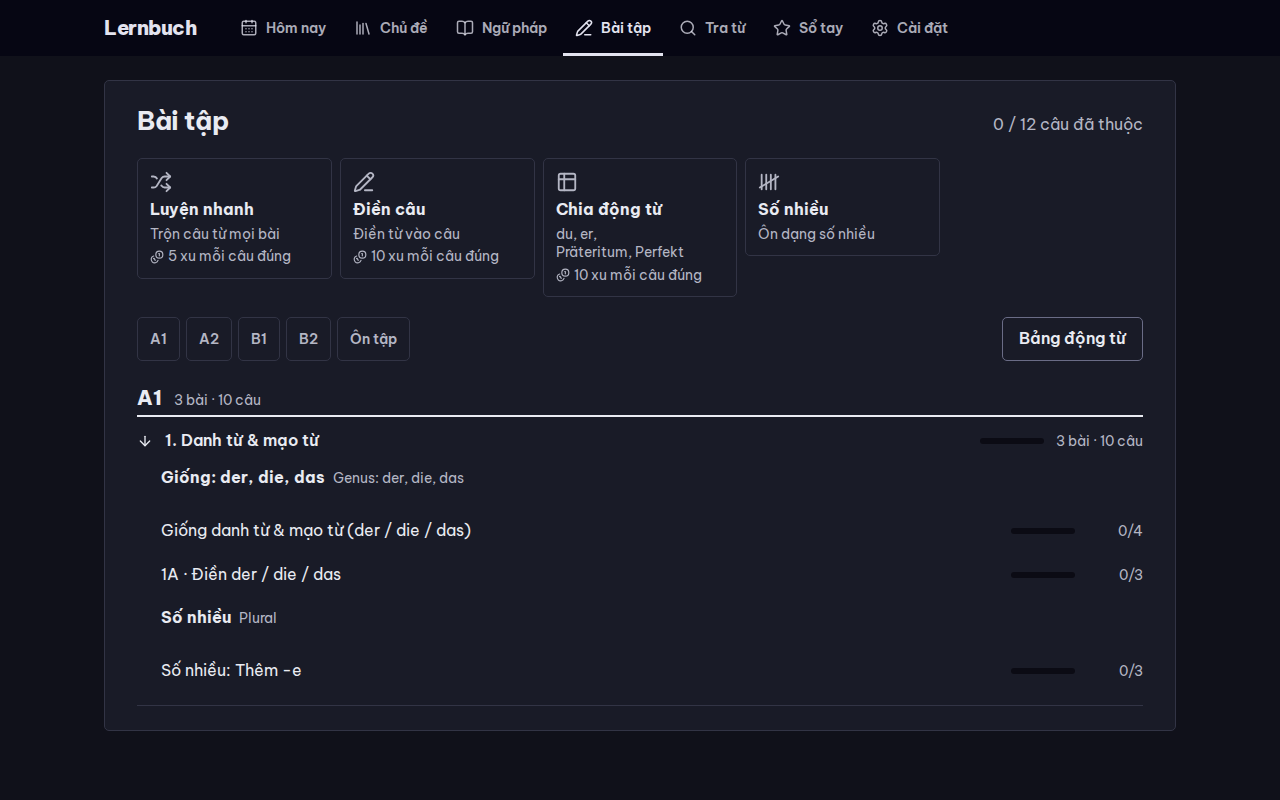 Lernbuch
Hôm nay
Chủ đề
Ngữ pháp
Bài tập
Tra từ
Sổ tay
Cài đặt
Bài tập
0 / 12 câu đã thuộc
Luyện nhanh
Trộn câu từ mọi bài
5 xu mỗi câu đúng
Điền câu
Điền từ vào câu
10 xu mỗi câu đúng
Chia động từ
du, er,
Präteritum, Perfekt
10 xu mỗi câu đúng
Số nhiều
Ôn dạng số nhiều
A1
A2
B1
B2
Ôn tập
Bảng động từ
A1 3 bài · 10 câu
1. Danh từ & mạo từ
3 bài · 10 câu
Giống: der, die, das Genus: der, die, das
Giống danh từ & mạo từ (der / die / das)
0/4
1A · Điền der / die / das
0/3
Số nhiều Plural
Số nhiều: Thêm -e
0/3